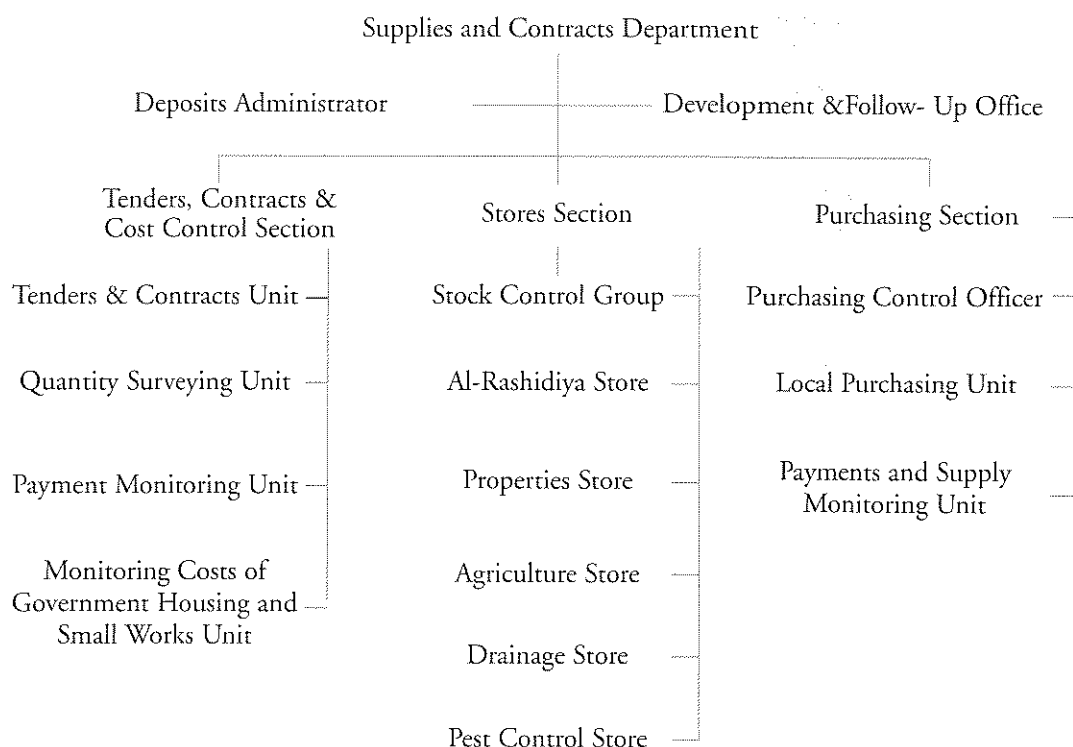 Supplies and Contracts Department
Deposits Administrator
Development &Follow- Up Office
Tenders, Contracts &
Cost Control Section
Stores Section
Purchasing Section
Tenders & Contracts Unit
Stock Control Group
Purchasing Control Officer
Quantity Surveying Unit
Al-Rashidiya Store
Local Purchasing Unit
Payment Monitoring Unit
Properties Store
Payments and Supply
Monitoring Unit
Monitoring Costs of
Government Housing and
Small Works Unit
Agriculture Store
Drainage Store
Pest Control Store